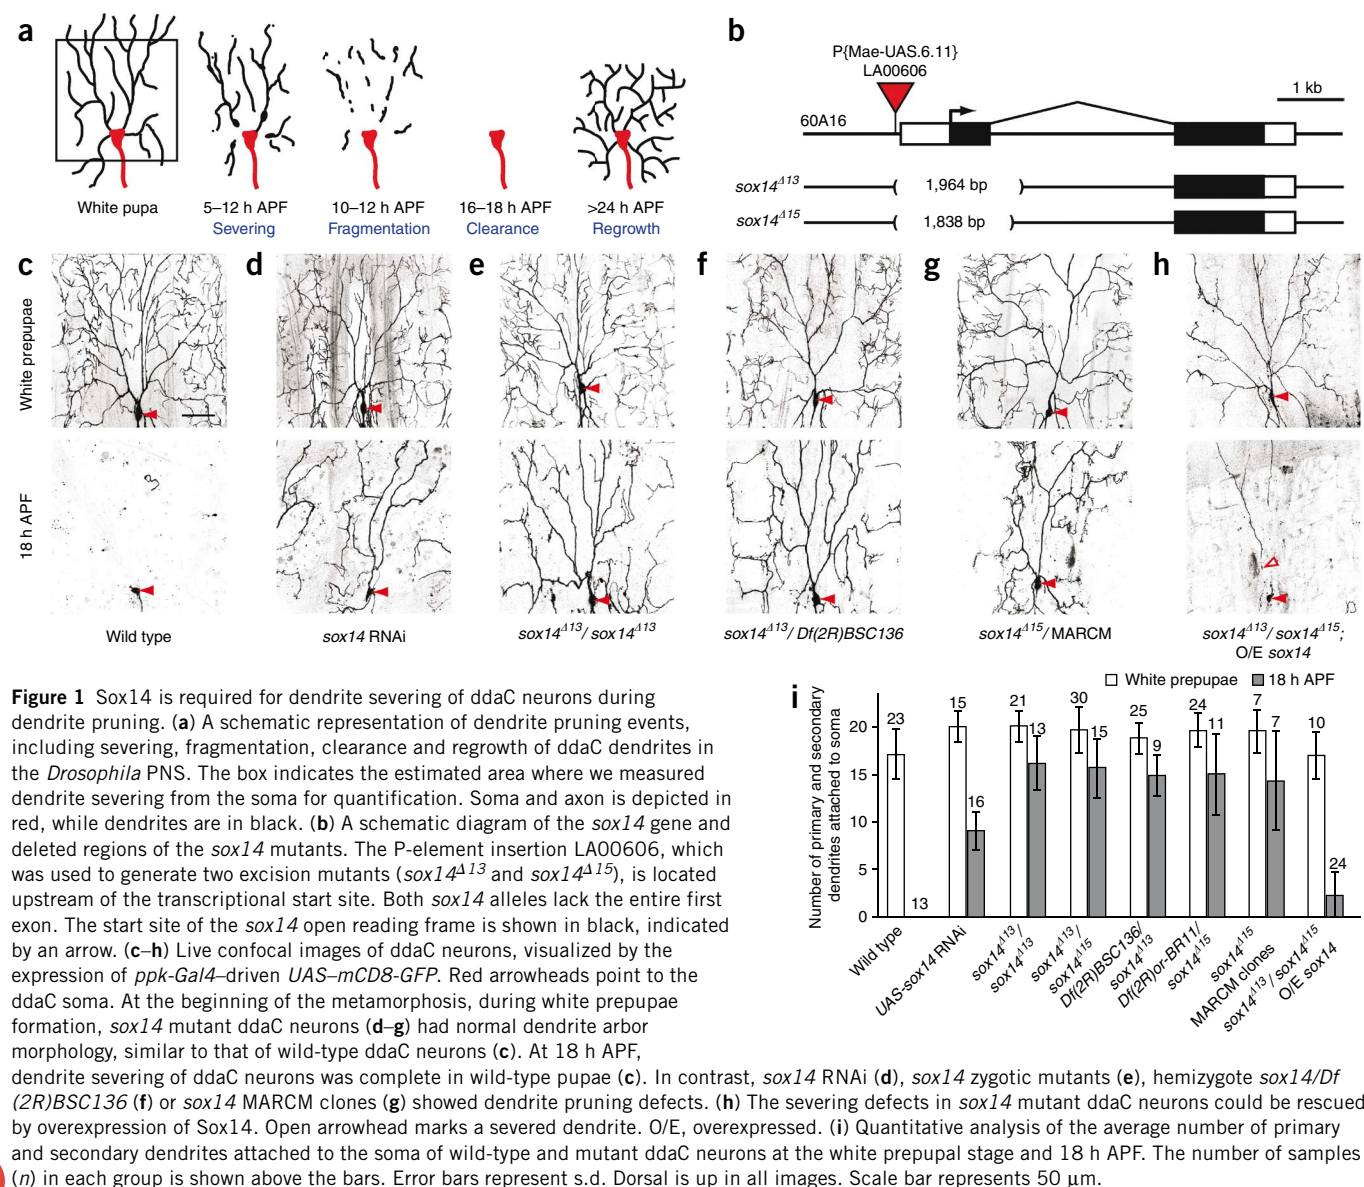 a
White pupa
5–12 h APF
Severing
10–12 h APF
Fragmentation
16–18 h APF
Clearance
>24 h APF
Regrowth
b
P{Mae-UAS.6.11}
LA00606
1 kb
60A16
sox14Δ13
1,964 bp
sox14Δ15
1,838 bp
c
d
e
f
g
h
White prepupae
18 h APF
Wild type
sox14 RNAi
sox14Δ13/ sox14Δ13
sox14Δ13/ Df(2R)BSC136
sox14Δ15/ MARCM
sox14Δ13/ sox14Δ15;
O/E sox14
Figure 1 Sox14 is required for dendrite severing of ddaC neurons during
dendrite pruning. (a) A schematic representation of dendrite pruning events,
including severing, fragmentation, clearance and regrowth of ddaC dendrites in
the Drosophila PNS. The box indicates the estimated area where we measured
dendrite severing from the soma for quantification. Soma and axon is depicted in
red, while dendrites are in black. (b) A schematic diagram of the sox14 gene and
deleted regions of the sox14 mutants. The P-element insertion LA00606, which
was used to generate two excision mutants (sox14Δ13 and sox14Δ15), is located
upstream of the transcriptional start site. Both sox14 alleles lack the entire first
exon. The start site of the sox14 open reading frame is shown in black, indicated
by an arrow. (c–h) Live confocal images of ddaC neurons, visualized by the
expression of ppk-Gal4–driven UAS–mCD8-GFP. Red arrowheads point to the
ddaC soma. At the beginning of the metamorphosis, during white prepupae
formation, sox14 mutant ddaC neurons (d–g) had normal dendrite arbor
morphology, similar to that of wild-type ddaC neurons (c). At 18 h APF,
dendrite severing of ddaC neurons was complete in wild-type pupae (c). In contrast, sox14 RNAi (d), sox14 zygotic mutants (e), hemizygote sox14/Df
(2R)BSC136 (f) or sox14 MARCM clones (g) showed dendrite pruning defects. (h) The severing defects in sox14 mutant ddaC neurons could be rescued
by overexpression of Sox14. Open arrowhead marks a severed dendrite. O/E, overexpressed. (i) Quantitative analysis of the average number of primary
and secondary dendrites attached to the soma of wild-type and mutant ddaC neurons at the white prepupal stage and 18 h APF. The number of samples
(n) in each group is shown above the bars. Error bars represent s.d. Dorsal is up in all images. Scale bar represents 50 μm.
i
White prepupae
18 h APF
Number of primary and secondary
dendrites attached to soma
20
15
10
5
0
23
13
15
16
21
13
30
15
25
9
24
11
7
7
10
24
Wild type
UAS-sox14 RNAi
sox14Δ13/
sox14Δ13
sox14Δ13/
sox14Δ15
Df(2R)BSC136/
sox14Δ13
Df(2R)or-BR11/
sox14Δ15
sox14Δ15
MARCM clones
sox14Δ13/ sox14Δ15
O/E sox14